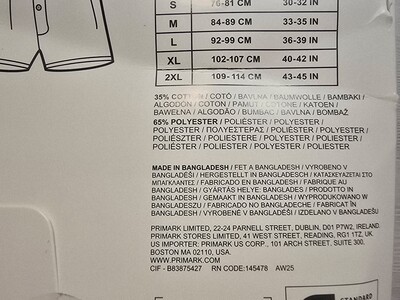 S 76-81 CM 30-32 IN
M 84-89 CM 33-35 IN
L 92-99 CM 36-39 IN
XL 102-107 CM 40-42 IN
2XL 109-114 CM 43-45 IN
35% COTTON / COTÓ / BAVLNA / BAUMWOLLE / BAMBAKI /
ALGODÓN / COTON / PAMUT / COTONE / KATOEN /
BAWEŁNA / ALGODÃO / BUMBAC / BAVLNA / BOMBAŽ
65% POLYESTER / POLIÈSTER / POLYESTER /
POLYESTER / ΠΟΛΥΕΣΤΕΡΑΣ / POLIÉSTER /
POLYESTER / POLIÉSZTER / POLIESTERE /
POLYESTER / POLIESTER / POLIÉSTER / POLIESTER /
POLYESTER / POLIESTER
MADE IN BANGLADESH / FET A BANGLADESH / VYROBENO V
BANGLADÉŠI / HERGESTELLT IN BANGLADESCH / ΚΑΤΑΣΚΕΥΑΖΕΤΑΙ ΣΤΟ
ΜΠΑΓΚΛΑΝΤΕΣ / FABRICADO EN BANGLADESH / FABRIQUÉ AU
BANGLADESH / GYÁRTÁS HELYE: BANGLADES / PRODOTTO IN
BANGLADESH / GEMAAKT IN BANGLADESH / WYPRODUKOWANO W
BANGLADESZU / FABRICADO NO BANGLADECHE / FABRICAT ÎN
BANGLADESH / VYROBENÉ V BANGLADÉŠI / IZDELANO V BANGLADEŠU
PRIMARK LIMITED, 22-24 PARNELL STREET, DUBLIN, D01 P7W2, IRELAND.
PRIMARK STORES LIMITED, 41 WEST STREET, READING, RG1 1TZ, UK.
US IMPORTER: PRIMARK US CORP., 101 ARCH STREET, SUITE 300,
BOSTON MA 02110, USA.
WWW.PRIMARK.COM
CIF - B83875427 RN CODE: 145478 AW25
STANDARD